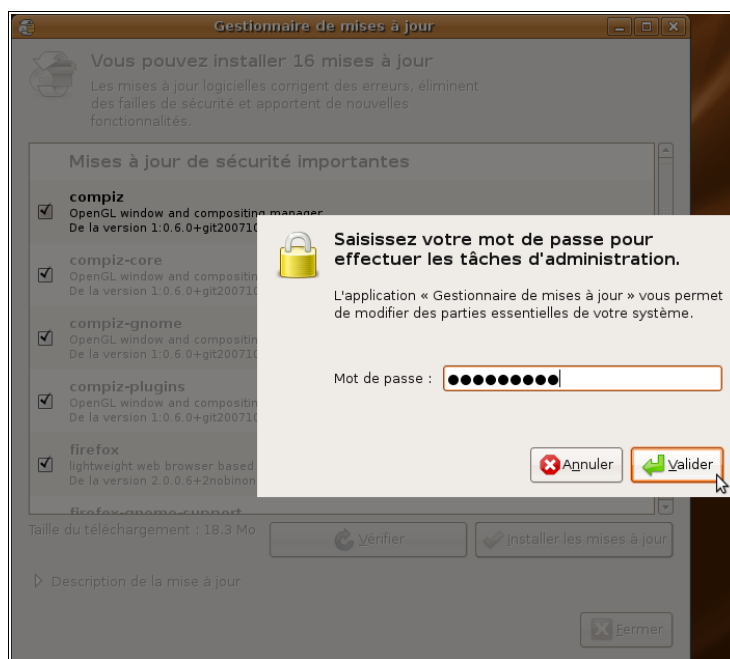 Gestionnaire de mises à jour
Vous pouvez installer 16 mises à jour
Les mises à jour logicielles corrigent des erreurs, éliminent
des failles de sécurité et apportent de nouvelles
fonctionnalités.
Mises à jour de sécurité importantes
compiz
OpenGL window and compositing manager
De la version 1:0.6.0+git20071
compiz-core
OpenGL window and compositin
De la version 1:0.6.0+git20071
compiz-gnome
OpenGL window and compositin
De la version 1:0.6.0+git20071
compiz-plugins
OpenGL window and compositin
De la version 1:0.6.0+git20071
firefox
lightweight web browser based
De la version 2.0.0.6+2nobinon
firefox-gnome-support
Saisissez votre mot de passe pour
effectuer les tâches d'administration.
L'application « Gestionnaire de mises à jour » vous permet
de modifier des parties essentielles de votre système.
Mot de passe : ●●●●●●●●●
Annuler Valider
Taille du téléchargement : 18.3 Mo
Vérifier Installer les mises à jour
Description de la mise à jour
Fermer